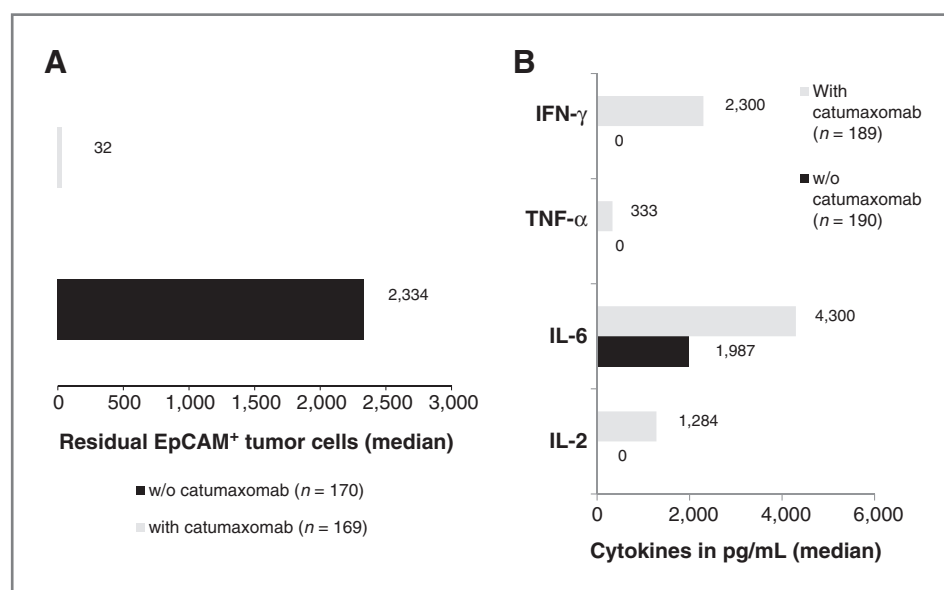 A
32
2,334
0 500 1,000 1,500 2,000 2,500 3,000
Residual EpCAM⁺ tumor cells (median)
w/o catumaxomab (n = 170)
with catumaxomab (n = 169)
B
IFN-γ
2,300
0
TNF-α
333
0
IL-6
4,300
1,987
IL-2
1,284
0
0 2,000 4,000 6,000
Cytokines in pg/mL (median)
With
catumaxomab
(n = 189)
w/o
catumaxomab
(n = 190)